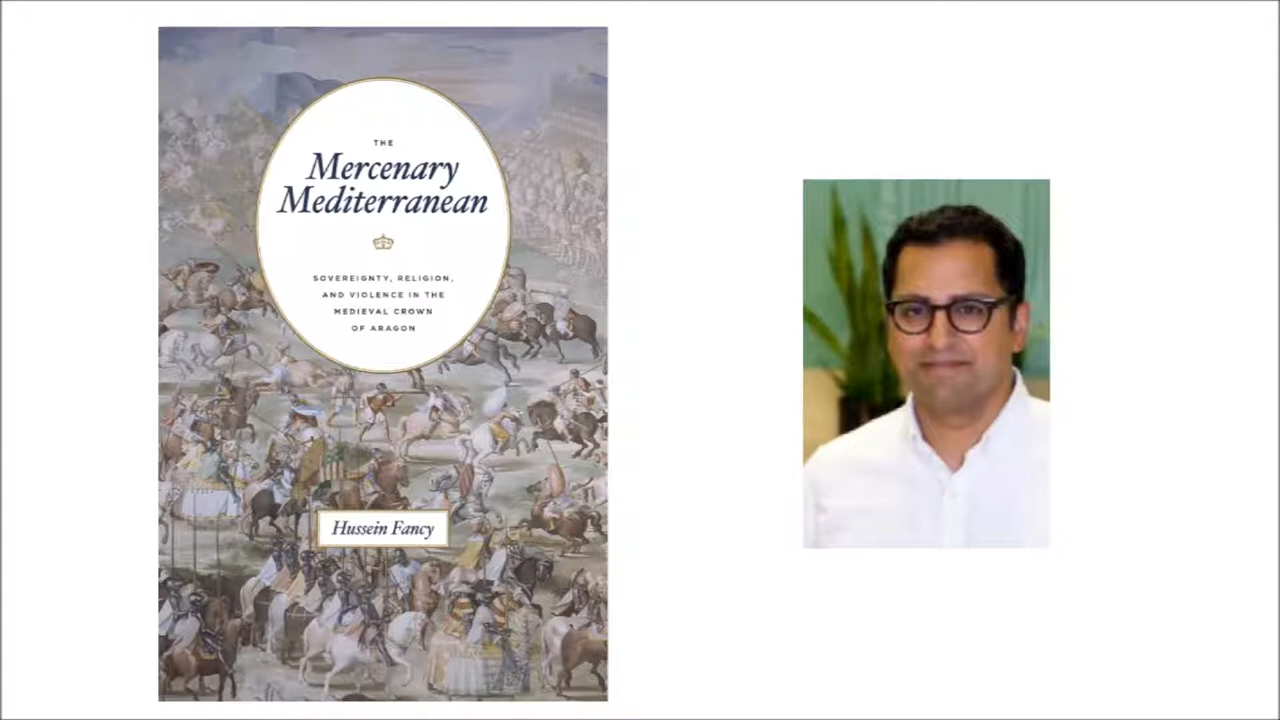 THE
Mercenary
Mediterranean
SOVEREIGNTY, RELIGION,
AND VIOLENCE IN THE
MEDIEVAL CROWN
OF ARAGON
Hussein Fancy